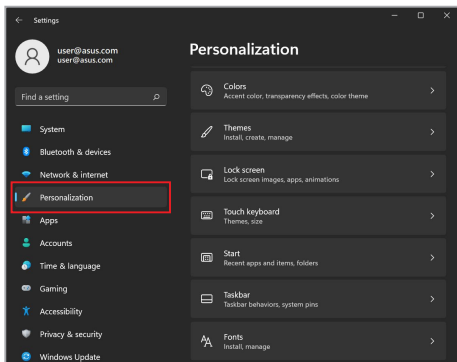 Settings
user@asus.com
user@asus.com
Find a setting
System
Bluetooth & devices
Network & internet
Personalization
Apps
Accounts
Time & language
Gaming
Accessibility
Privacy & security
Windows Update
Personalization
Colors
Accent color, transparency effects, color theme
Themes
Install, create, manage
Lock screen
Lock screen images, apps, animations
Touch keyboard
Themes, size
Start
Recent apps and items, folders
Taskbar
Taskbar behaviors, system pins
Fonts
Install, manage